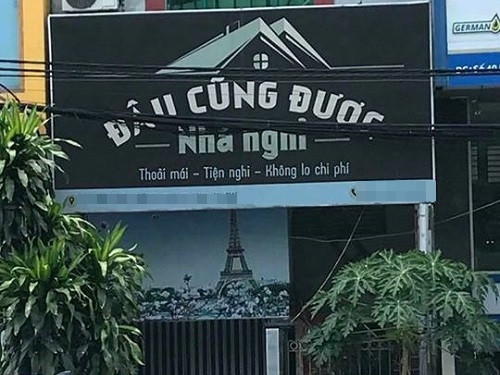 GERMAN
ĐÂU CŨNG ĐƯỢC
Nhà nghỉ
Thoải mái – Tiện nghi – Không lo chi phí